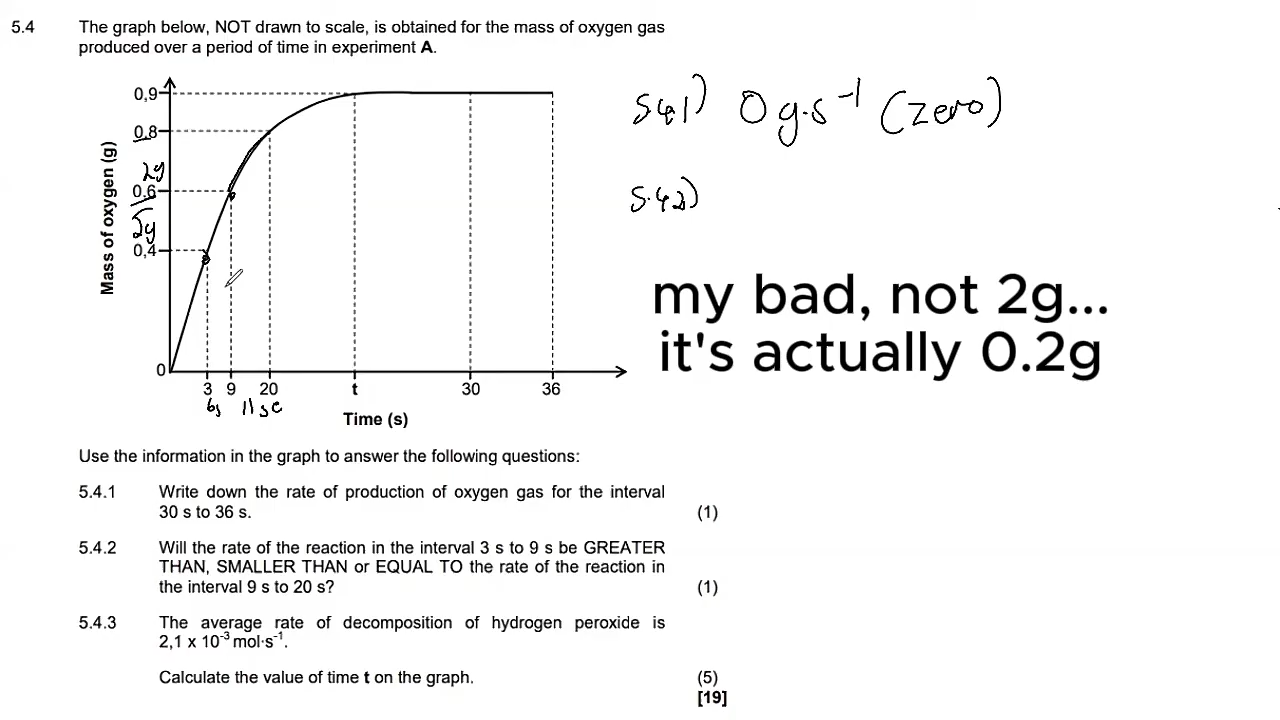 5.4 The graph below, NOT drawn to scale, is obtained for the mass of oxygen gas
produced over a period of time in experiment A.
0,9
0,8
2g
0,6
2g
0,4
0
Mass of oxygen (g)
3 9 20 t 30 36
6s 11 sec
Time (s)
5.4.1) 0 g·s⁻¹ (zero)
5.4.2)
my bad, not 2g...
it's actually 0.2g
Use the information in the graph to answer the following questions:
5.4.1 Write down the rate of production of oxygen gas for the interval
30 s to 36 s. (1)
5.4.2 Will the rate of the reaction in the interval 3 s to 9 s be GREATER
THAN, SMALLER THAN or EQUAL TO the rate of the reaction in
the interval 9 s to 20 s? (1)
5.4.3 The average rate of decomposition of hydrogen peroxide is
2,1 x 10⁻³ mol·s⁻¹.
Calculate the value of time t on the graph. (5)
[19]